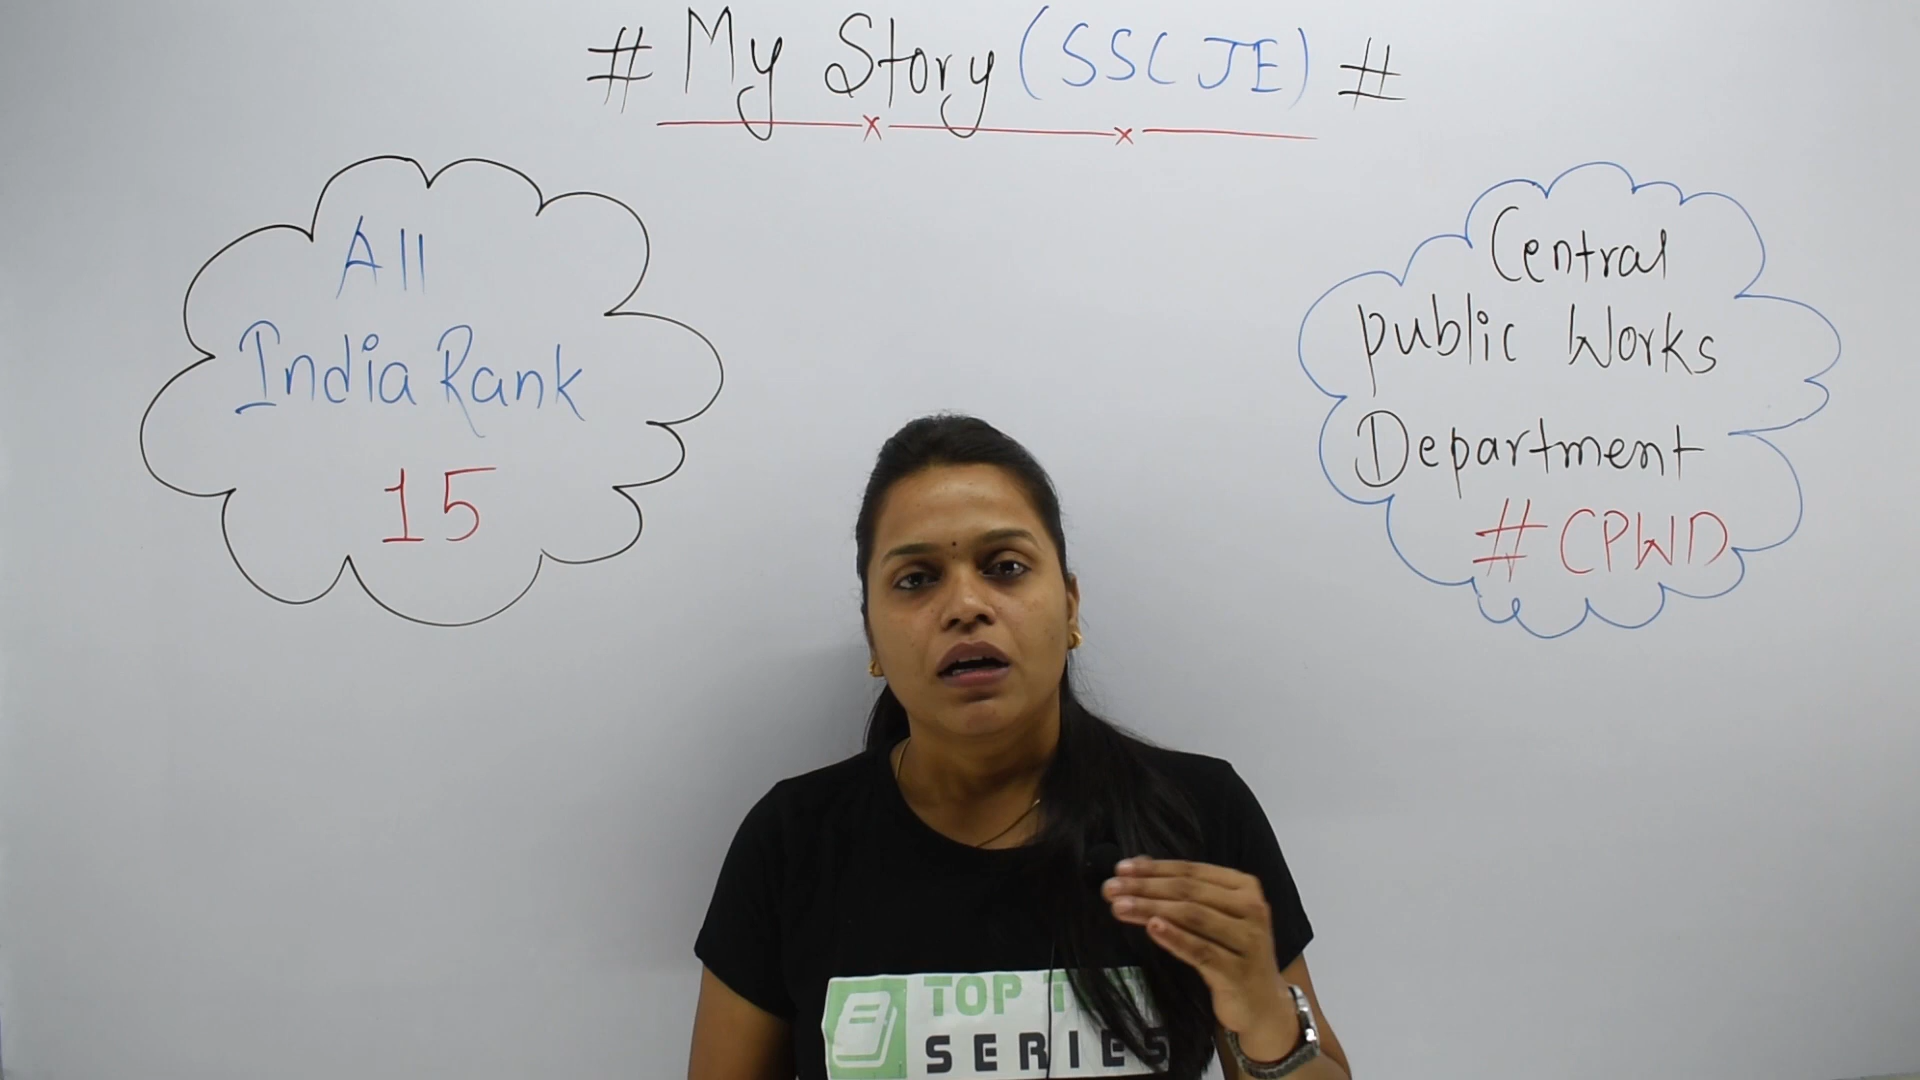 # My Story (SSC JE) #
All
India Rank
15
Central
public Works
Department
# CPWD
TOP
SERIES